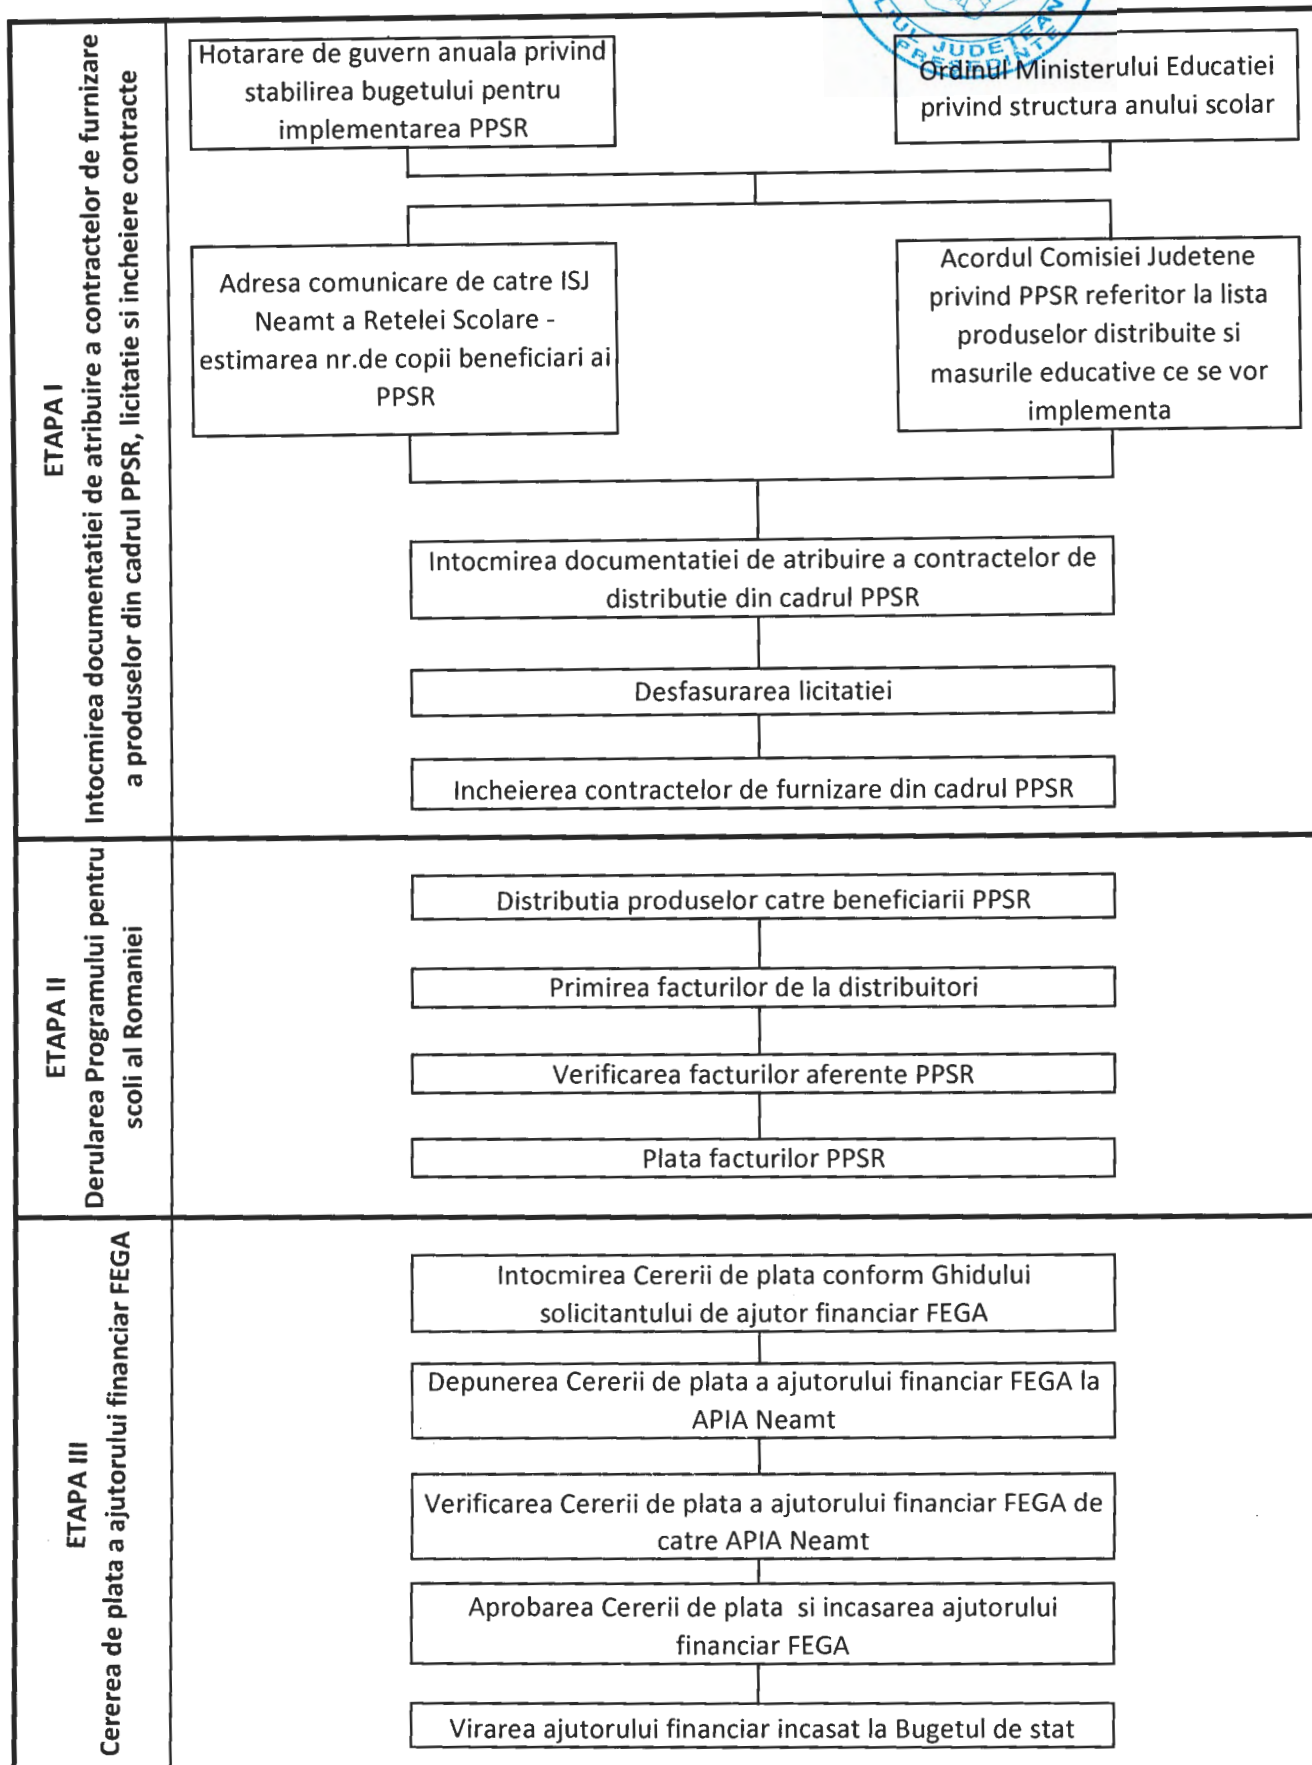 LIUI JUDEȚEAN
PREȘEDINTE
Hotarare de guvern anuala privind
stabilirea bugetului pentru
implementarea PPSR
Ordinul Ministerului Educatiei
privind structura anului scolar
ETAPA I
Intocmirea documentatiei de atribuire a contractelor de furnizare
a produselor din cadrul PPSR, licitatie si incheiere contracte
Adresa comunicare de catre ISJ
Neamt a Retelei Scolare -
estimarea nr.de copii beneficiari ai
PPSR
Acordul Comisiei Judetene
privind PPSR referitor la lista
produselor distribuite si
masurile educative ce se vor
implementa
Intocmirea documentatiei de atribuire a contractelor de
distributie din cadrul PPSR
Desfasurarea licitatiei
Incheierea contractelor de furnizare din cadrul PPSR
ETAPA II
Derularea Programului pentru
scoli al Romaniei
Distributia produselor catre beneficiarii PPSR
Primirea facturilor de la distribuitori
Verificarea facturilor aferente PPSR
Plata facturilor PPSR
ETAPA III
Cererea de plata a ajutorului financiar FEGA
Intocmirea Cererii de plata conform Ghidului
solicitantului de ajutor financiar FEGA
Depunerea Cererii de plata a ajutorului financiar FEGA la
APIA Neamt
Verificarea Cererii de plata a ajutorului financiar FEGA de
catre APIA Neamt
Aprobarea Cererii de plata  si incasarea ajutorului
financiar FEGA
Virarea ajutorului financiar incasat la Bugetul de stat